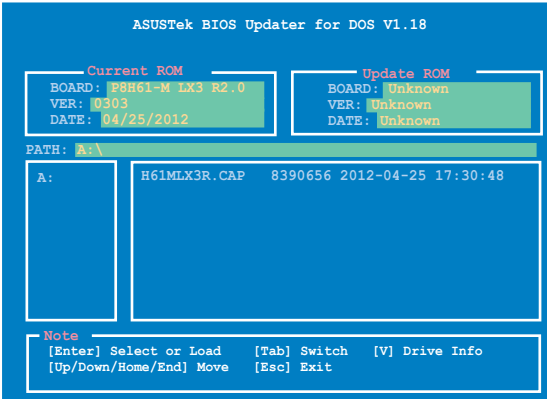 ASUSTek BIOS Updater for DOS V1.18
Current ROM
BOARD: P8H61-M LX3 R2.0
VER: 0303
DATE: 04/25/2012
Update ROM
BOARD: Unknown
VER: Unknown
DATE: Unknown
PATH: A:\
A:
H61MLX3R.CAP 8390656 2012-04-25 17:30:48
Note
[Enter] Select or Load [Tab] Switch [V] Drive Info
[Up/Down/Home/End] Move [Esc] Exit